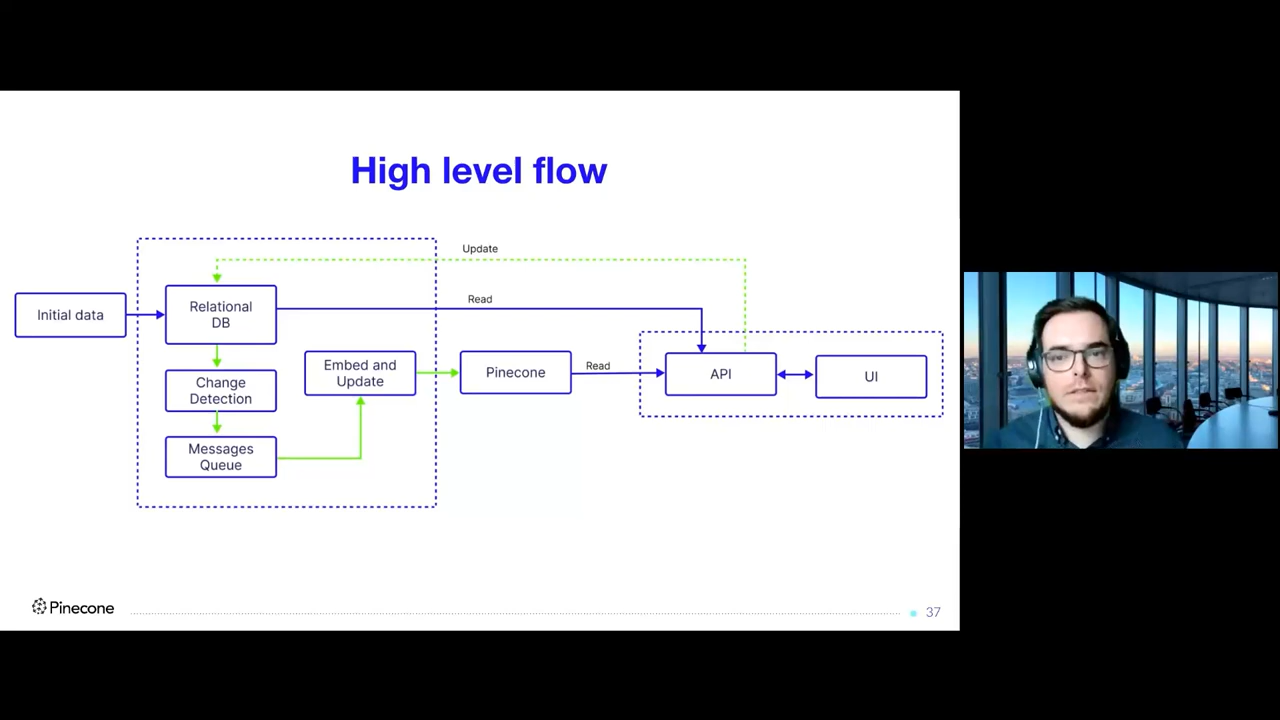 High level flow
Update
Initial data
Relational
DB
Read
Change
Detection
Messages
Queue
Embed and
Update
Pinecone
Read
API
UI
Pinecone
37